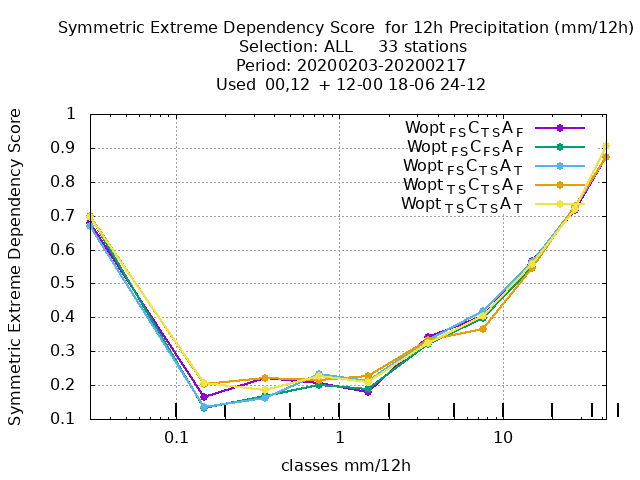 Symmetric Extreme Dependency Score for 12h Precipitation (mm/12h)
Selection: ALL 33 stations
Period: 20200203-20200217
Used 00,12 + 12-00 18-06 24-12
Symmetric Extreme Dependency Score
1
0.9
0.8
0.7
0.6
0.5
0.4
0.3
0.2
0.1
Wopt FS C TS A F
Wopt FS C FS A F
Wopt FS C TS A T
Wopt TS C TS A F
Wopt TS C TS A T
0.1 1 10
classes mm/12h